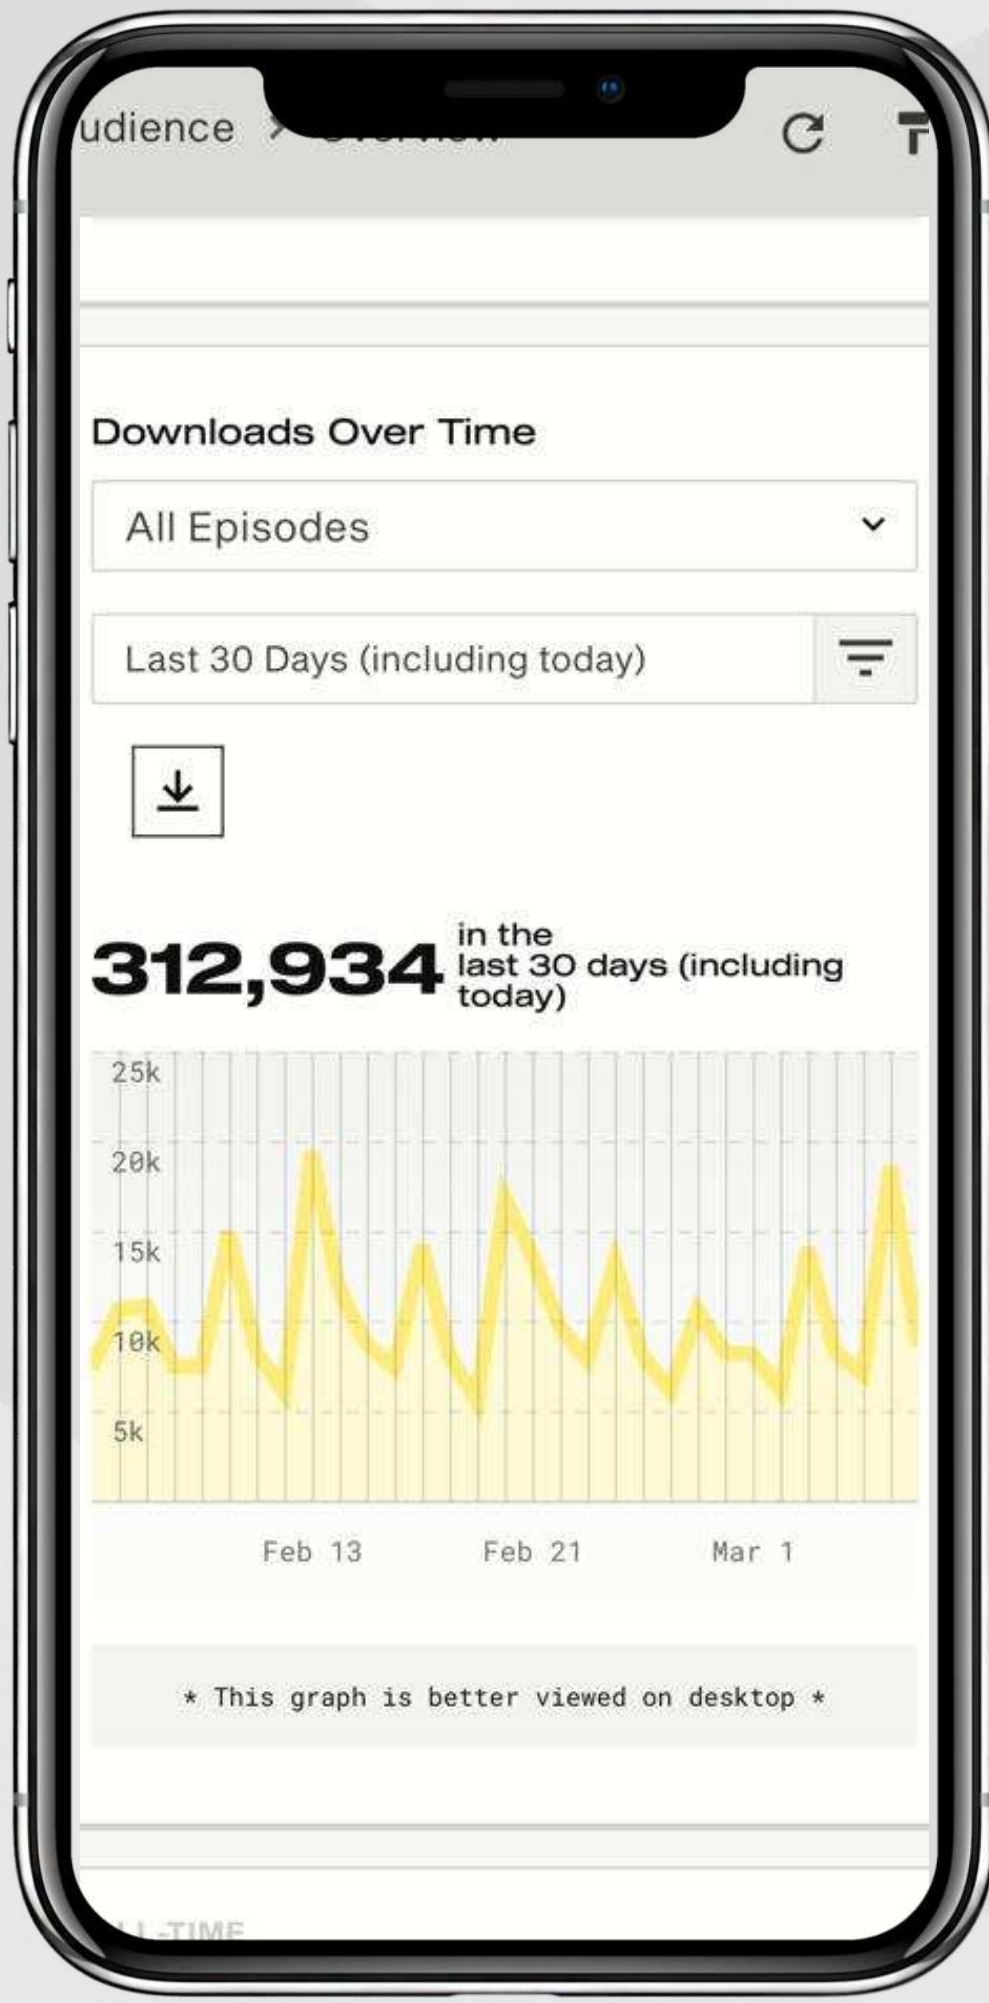 udience
Downloads Over Time
All Episodes
Last 30 Days (including today)
312,934 in the
last 30 days (including
today)
25k
20k
15k
10k
5k
Feb 13 Feb 21 Mar 1
* This graph is better viewed on desktop *
LL-TIME